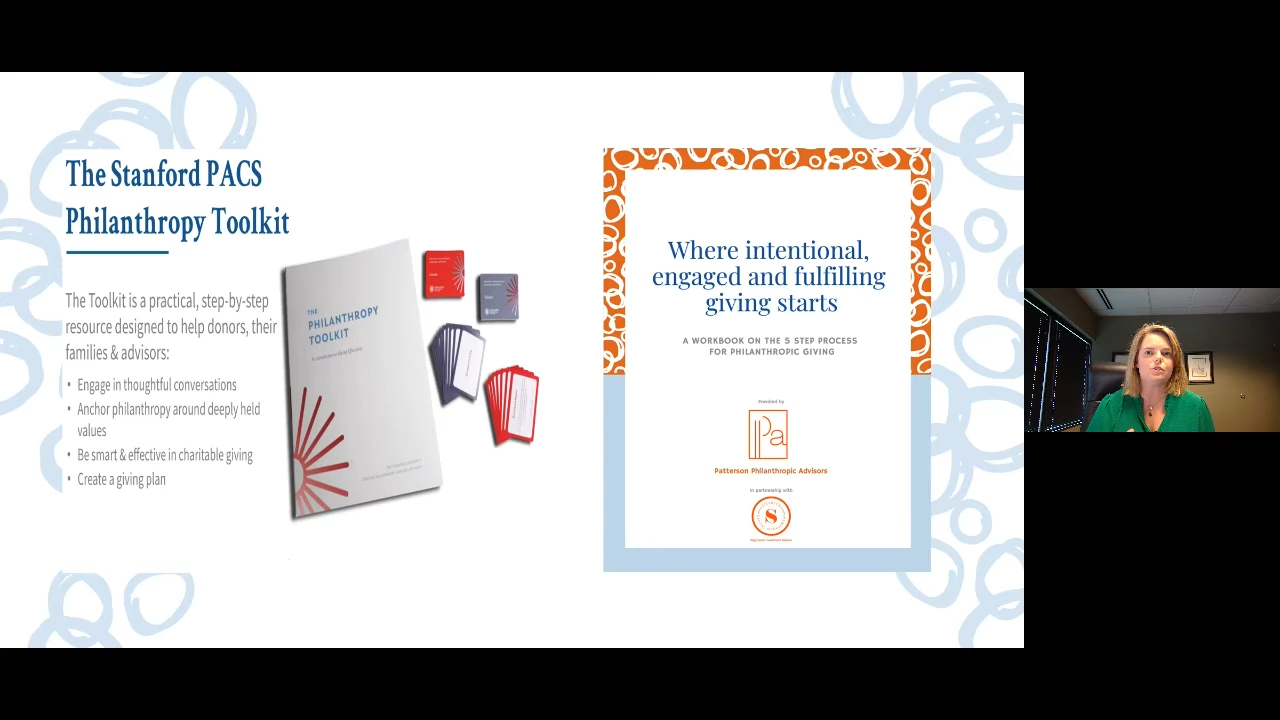 The Stanford PACS
Philanthropy Toolkit
The Toolkit is a practical, step-by-step
resource designed to help donors, their
families & advisors:
• Engage in thoughtful conversations
• Anchor philanthropy around deeply held
values
• Be smart & effective in charitable giving
• Create a giving plan
THE
PHILANTHROPY
TOOLKIT
Where intentional,
engaged and fulfilling
giving starts
A WORKBOOK ON THE 5 STEP PROCESS
FOR PHILANTHROPIC GIVING
Provided by
Pa
Patterson Philanthropic Advisors
In partnership with
S